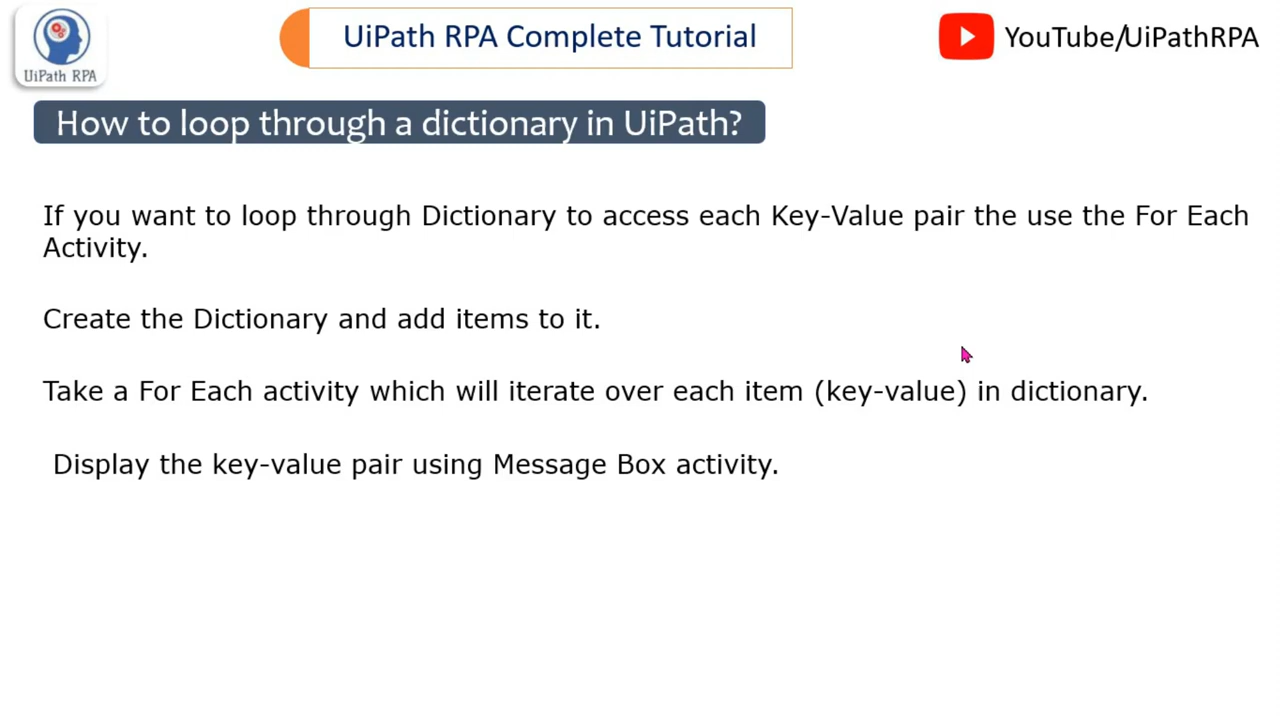 UiPath RPA
UiPath RPA Complete Tutorial
YouTube/UiPathRPA
How to loop through a dictionary in UiPath?
If you want to loop through Dictionary to access each Key-Value pair the use the For Each
Activity.
Create the Dictionary and add items to it.
Take a For Each activity which will iterate over each item (key-value) in dictionary.
Display the key-value pair using Message Box activity.